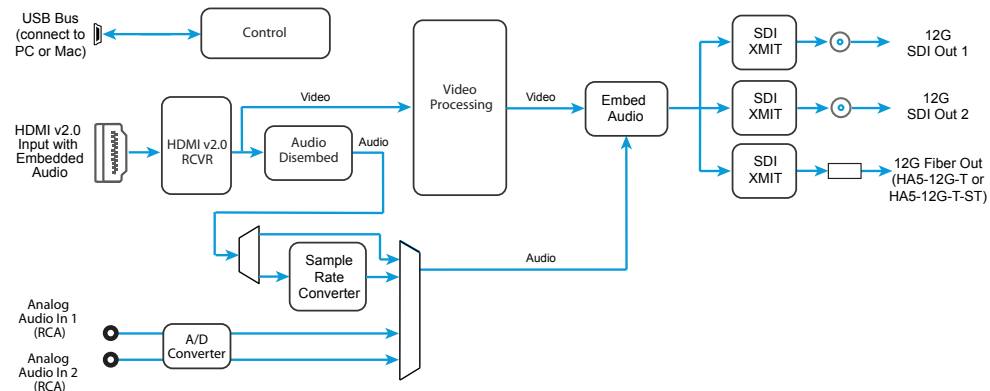 USB Bus
(connect to
PC or Mac)
Control
HDMI v2.0
Input with
Embedded
Audio
HDMI v2.0
RCVR
Video
Audio
Disembed
Audio
Video
Processing
Video
Embed
Audio
SDI
XMIT
12G
SDI Out 1
SDI
XMIT
12G
SDI Out 2
SDI
XMIT
12G Fiber Out
(HA5-12G-T or
HA5-12G-T-ST)
Sample
Rate
Converter
Audio
Analog
Audio In 1
(RCA)
A/D
Converter
Analog
Audio In 2
(RCA)